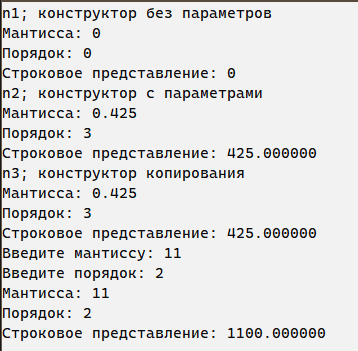 n1; конструктор без параметров
Мантисса: 0
Порядок: 0
Строковое представление: 0
n2; конструктор с параметрами
Мантисса: 0.425
Порядок: 3
Строковое представление: 425.000000
n3; конструктор копирования
Мантисса: 0.425
Порядок: 3
Строковое представление: 425.000000
Введите мантиссу: 11
Введите порядок: 2
Мантисса: 11
Порядок: 2
Строковое представление: 1100.000000